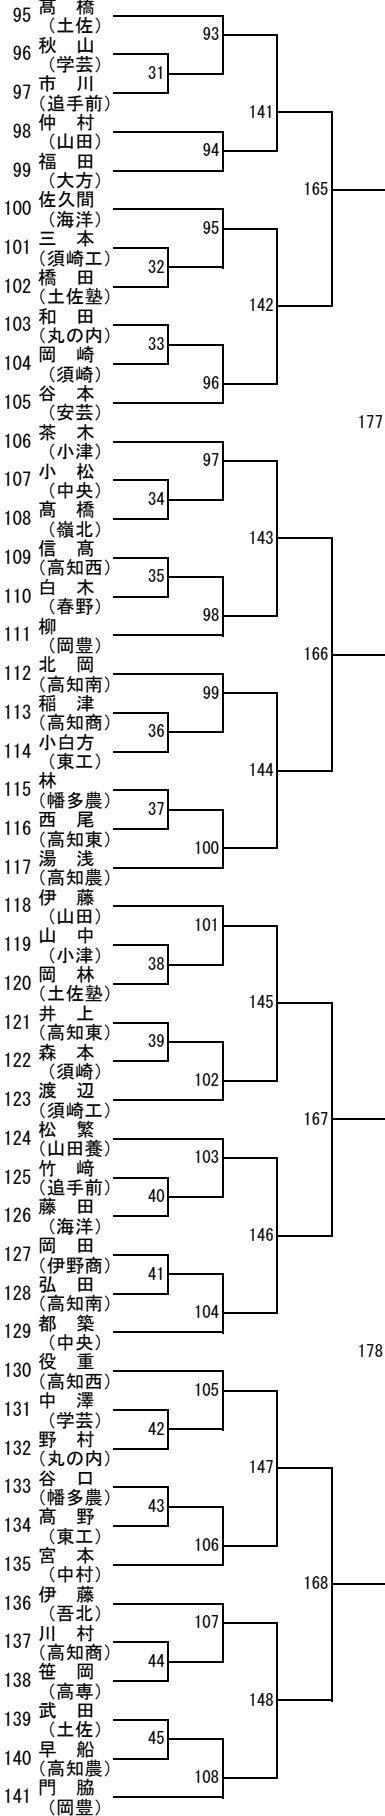 95 髙　橋
（土佐）
93
96 秋　山
（学芸）
31
97 市　川
（追手前）
141
98 仲　村
（山田）
94
99 福　田
（大方）
165
100 佐久間
（海洋）
95
101 三　本
（須崎工）
32
102 橋　田
（土佐塾）
142
103 和　田
（丸の内）
33
104 岡　崎
（須崎）
96
105 谷　本
（安芸）
177
106 茶　木
（小津）
97
107 小　松
（中央）
34
108 髙　橋
（嶺北）
143
109 信　髙
（高知西）
35
110 白　木
（春野）
98
111 柳
（岡豊）
166
112 北　岡
（高知南）
99
113 稲　津
（高知商）
36
114 小白方
（東工）
144
115 林
（幡多農）
37
116 西　尾
（高知東）
100
117 湯　浅
（高知農）
118 伊　藤
（山田）
101
119 山　中
（小津）
38
120 岡　林
（土佐塾）
145
121 井　上
（高知東）
39
122 森　本
（須崎）
102
123 渡　辺
（須崎工）
167
124 松　繁
（山田養）
103
125 竹　﨑
（追手前）
40
126 藤　田
（海洋）
146
127 岡　田
（伊野商）
41
128 弘　田
（高知南）
104
129 都　築
（中央）
178
130 役　重
（高知西）
105
131 中　澤
（学芸）
42
132 野　村
（丸の内）
147
133 谷　口
（幡多農）
43
134 髙　野
（東工）
106
135 宮　本
（中村）
168
136 伊　藤
（吾北）
107
137 川　村
（高知商）
44
138 笹　岡
（高専）
148
139 武　田
（土佐）
45
140 早　船
（高知農）
108
141 門　脇
（岡豊）